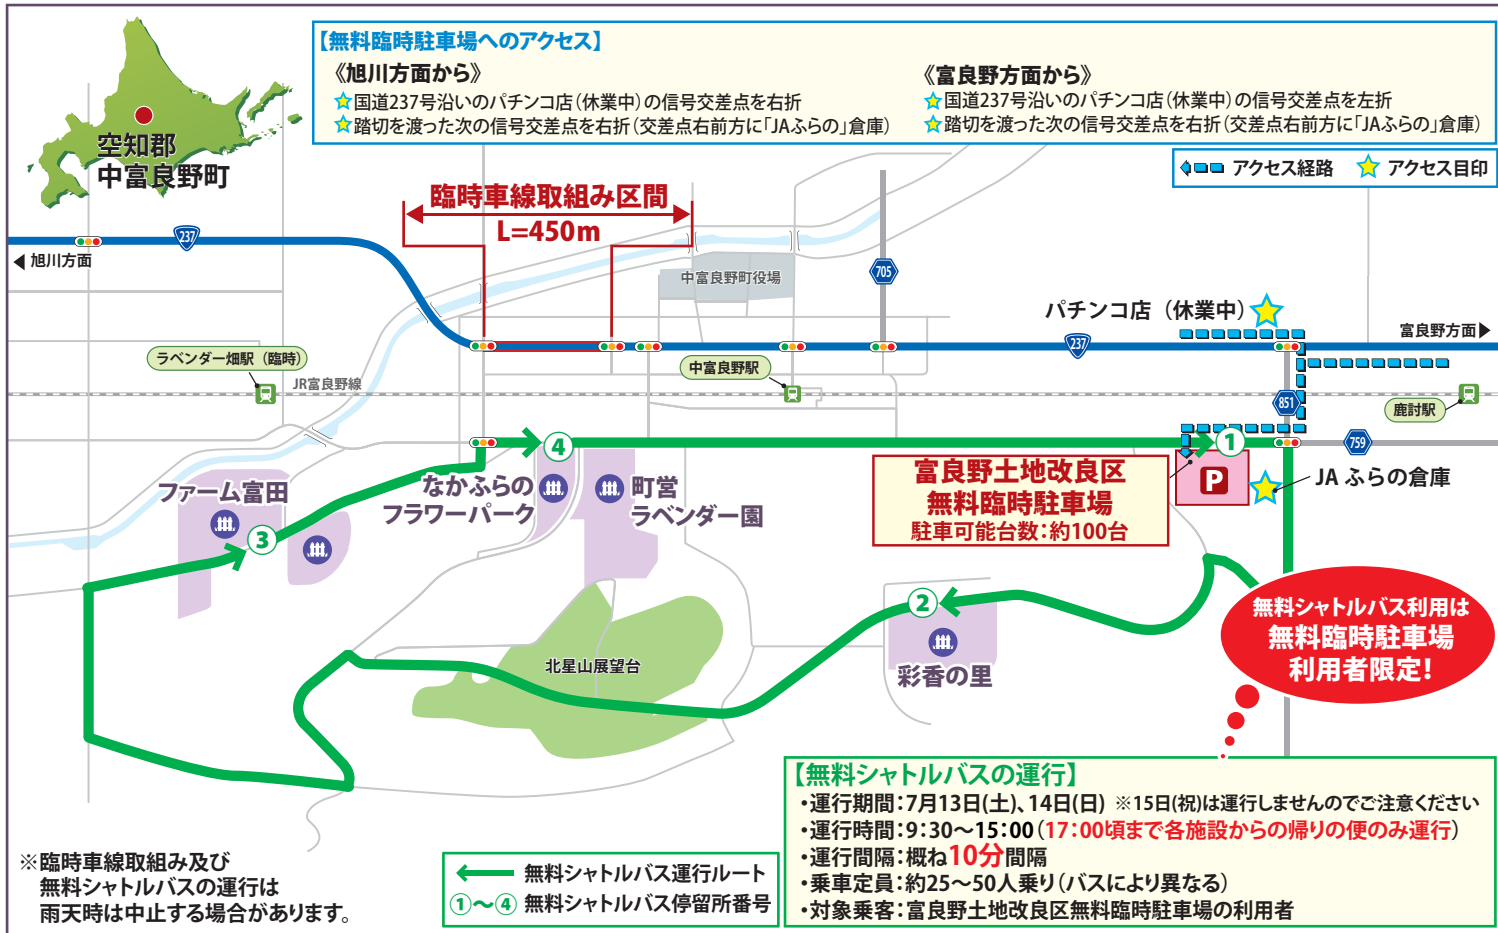 空知郡
中富良野町
【無料臨時駐車場へのアクセス】
《旭川方面から》
国道237号沿いのパチンコ店(休業中)の信号交差点を右折
踏切を渡った次の信号交差点を右折(交差点右前方に「JAふらの」倉庫)
《富良野方面から》
国道237号沿いのパチンコ店(休業中)の信号交差点を左折
踏切を渡った次の信号交差点を右折(交差点右前方に「JAふらの」倉庫)
アクセス経路
アクセス目印
臨時車線取組み区間
L=450m
237
旭川方面
中富良野町役場
705
パチンコ店(休業中)
富良野方面
237
ラベンダー畑駅(臨時)
JR富良野線
中富良野駅
851
鹿討駅
759
④
①
富良野土地改良区
無料臨時駐車場
駐車可能台数:約100台
P
JAふらの倉庫
ファーム富田
なかふらの
フラワーパーク
町営
ラベンダー園
③
②
彩香の里
北星山展望台
無料シャトルバス利用は
無料臨時駐車場
利用者限定!
【無料シャトルバスの運行】
・運行期間:7月13日(土)、14日(日) ※15日(祝)は運行しませんのでご注意ください
・運行時間:9:30~15:00(17:00頃まで各施設からの帰りの便のみ運行)
・運行間隔:概ね10分間隔
・乗車定員:約25~50人乗り(バスにより異なる)
・対象乗客:富良野土地改良区無料臨時駐車場の利用者
無料シャトルバス運行ルート
①~④ 無料シャトルバス停留所番号
※臨時車線取組み及び
無料シャトルバスの運行は
雨天時は中止する場合があります。